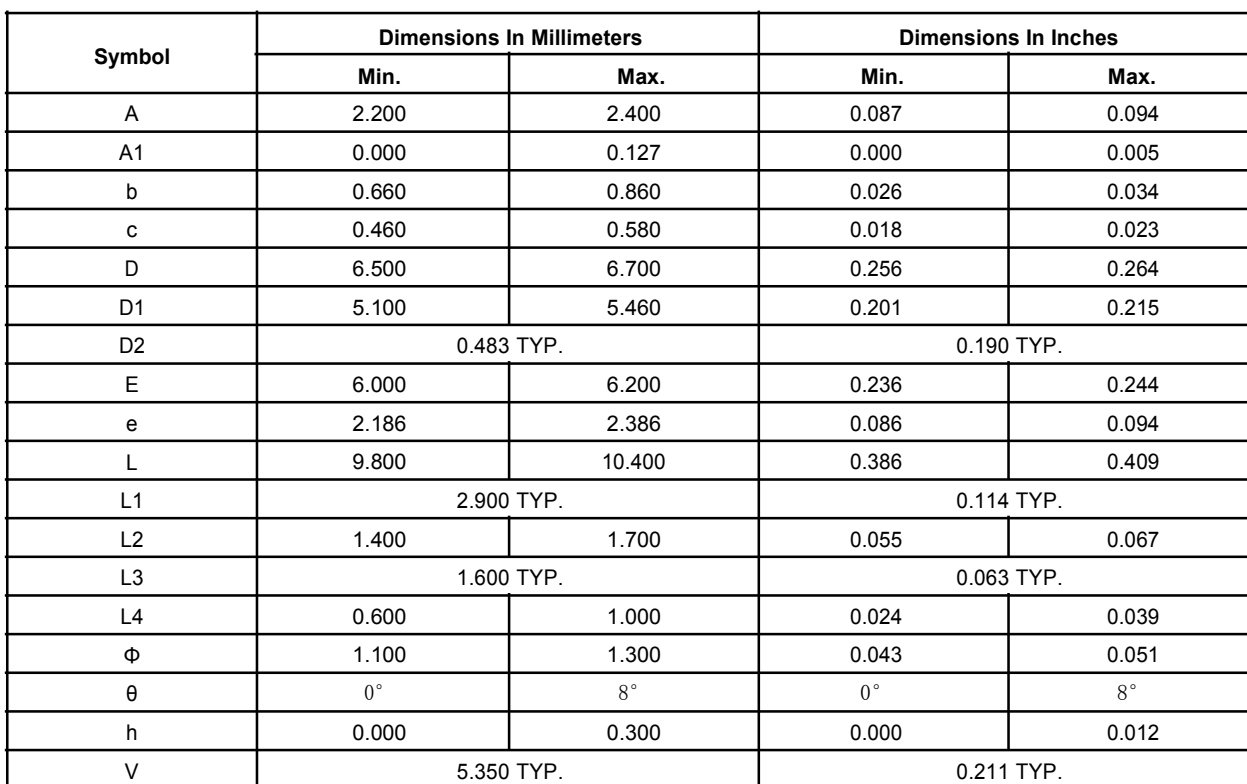 Symbol Dimensions In Millimeters Dimensions In Inches
Min. Max. Min. Max.
A 2.200 2.400 0.087 0.094
A1 0.000 0.127 0.000 0.005
b 0.660 0.860 0.026 0.034
c 0.460 0.580 0.018 0.023
D 6.500 6.700 0.256 0.264
D1 5.100 5.460 0.201 0.215
D2 0.483 TYP. 0.190 TYP.
E 6.000 6.200 0.236 0.244
e 2.186 2.386 0.086 0.094
L 9.800 10.400 0.386 0.409
L1 2.900 TYP. 0.114 TYP.
L2 1.400 1.700 0.055 0.067
L3 1.600 TYP. 0.063 TYP.
L4 0.600 1.000 0.024 0.039
Φ 1.100 1.300 0.043 0.051
θ 0° 8° 0° 8°
h 0.000 0.300 0.000 0.012
V 5.350 TYP. 0.211 TYP.